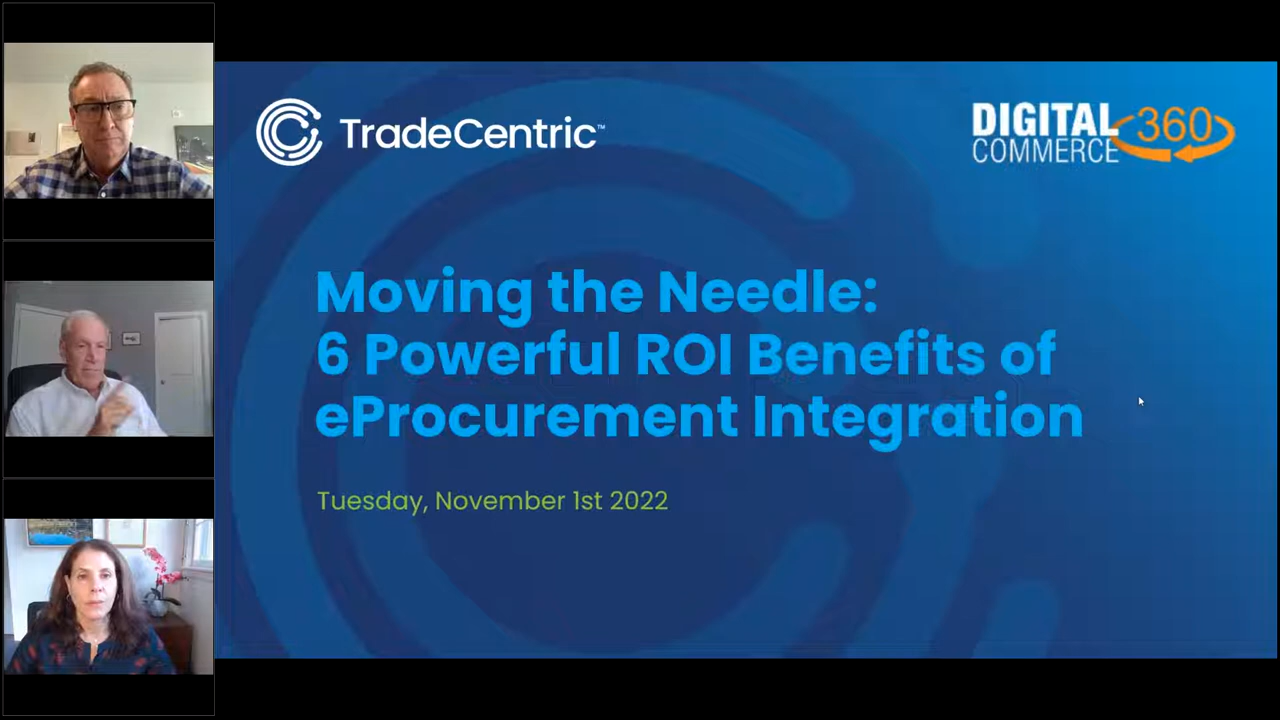 TradeCentric™
DIGITAL
COMMERCE
360
Moving the Needle:
6 Powerful ROI Benefits of
eProcurement Integration
Tuesday, November 1st 2022